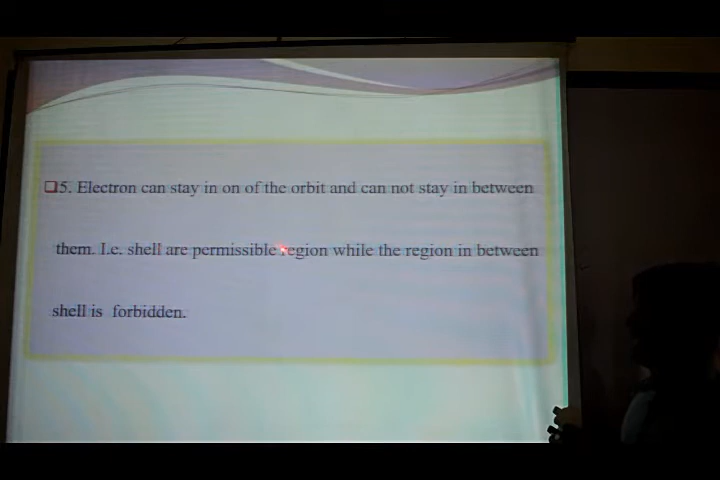 5. Electron can stay in on of the orbit and can not stay in between
them. I.e. shell are permissible region while the region in between
shell is forbidden.